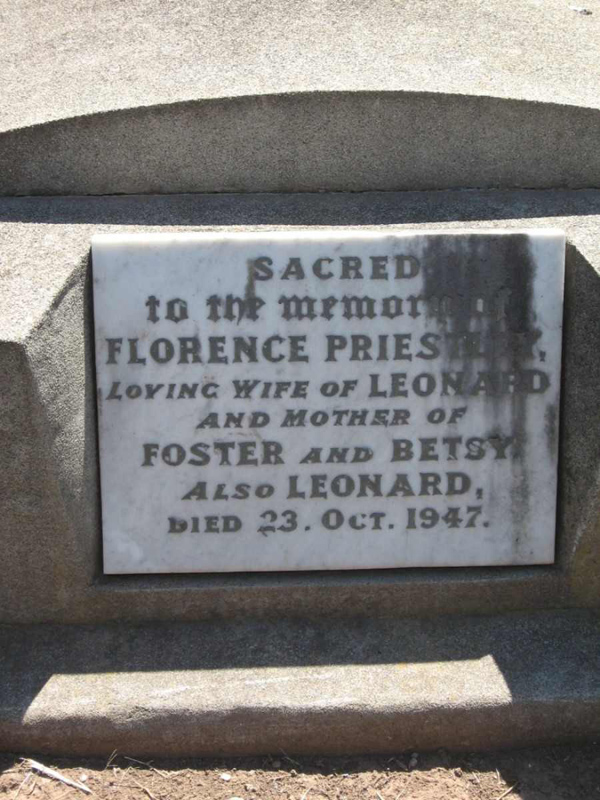 SACRED
to the memory of
FLORENCE PRIESTLEY,
LOVING WIFE OF LEONARD
AND MOTHER OF
FOSTER AND BETSY.
ALSO LEONARD,
DIED 23. OCT. 1947.